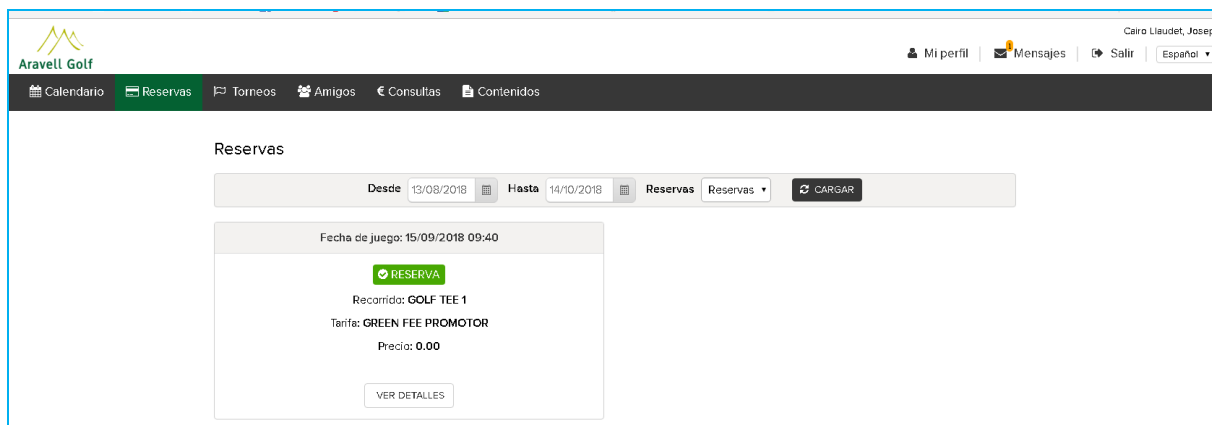 Cairo Llaudet, Josep
Aravell Golf
Mi perfil
1
Mensajes
Salir
Español
Calendario
Reservas
Torneos
Amigos
€ Consultas
Contenidos
Reservas
Desde 13/08/2018 Hasta 14/10/2018 Reservas Reservas CARGAR
Fecha de juego: 15/09/2018 09:40
RESERVA
Recorrido: GOLF TEE 1
Tarifa: GREEN FEE PROMOTOR
Precio: 0.00
VER DETALLES